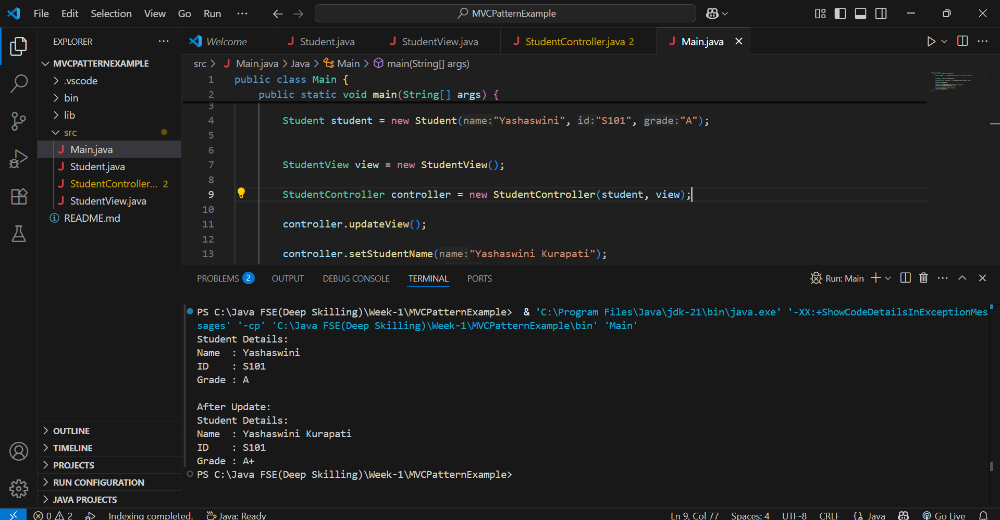 File Edit Selection View Go Run ··· MVCPatternExample
EXPLORER ···
MVCPATTERNEXAMPLE
.vscode
bin
lib
src
Main.java
Student.java
StudentController... 2
StudentView.java
README.md
OUTLINE
TIMELINE
PROJECTS
RUN CONFIGURATION
JAVA PROJECTS
Welcome Student.java StudentView.java StudentController.java 2 Main.java
src > Main.java > Java > Main > main(String[] args)
1 public class Main {
2 public static void main(String[] args) {
3
4 Student student = new Student(name:"Yashaswini", id:"S101", grade:"A");
5
6
7 StudentView view = new StudentView();
8
9 StudentController controller = new StudentController(student, view);
10
11 controller.updateView();
12
13 controller.setStudentName(name:"Yashaswini Kurapati");
PROBLEMS 2 OUTPUT DEBUG CONSOLE TERMINAL PORTS Run: Main
PS C:\Java FSE(Deep Skilling)\Week-1\MVCPatternExample> & 'C:\Program Files\Java\jdk-21\bin\java.exe' '-XX:+ShowCodeDetailsInExceptionMes
sages' '-cp' 'C:\Java FSE(Deep Skilling)\Week-1\MVCPatternExample\bin' 'Main'
Student Details:
Name : Yashaswini
ID : S101
Grade : A
After Update:
Student Details:
Name : Yashaswini Kurapati
ID : S101
Grade : A+
PS C:\Java FSE(Deep Skilling)\Week-1\MVCPatternExample>
0 2 Indexing completed. Java: Ready Ln 9, Col 77 Spaces: 4 UTF-8 CRLF {} Java Go Live